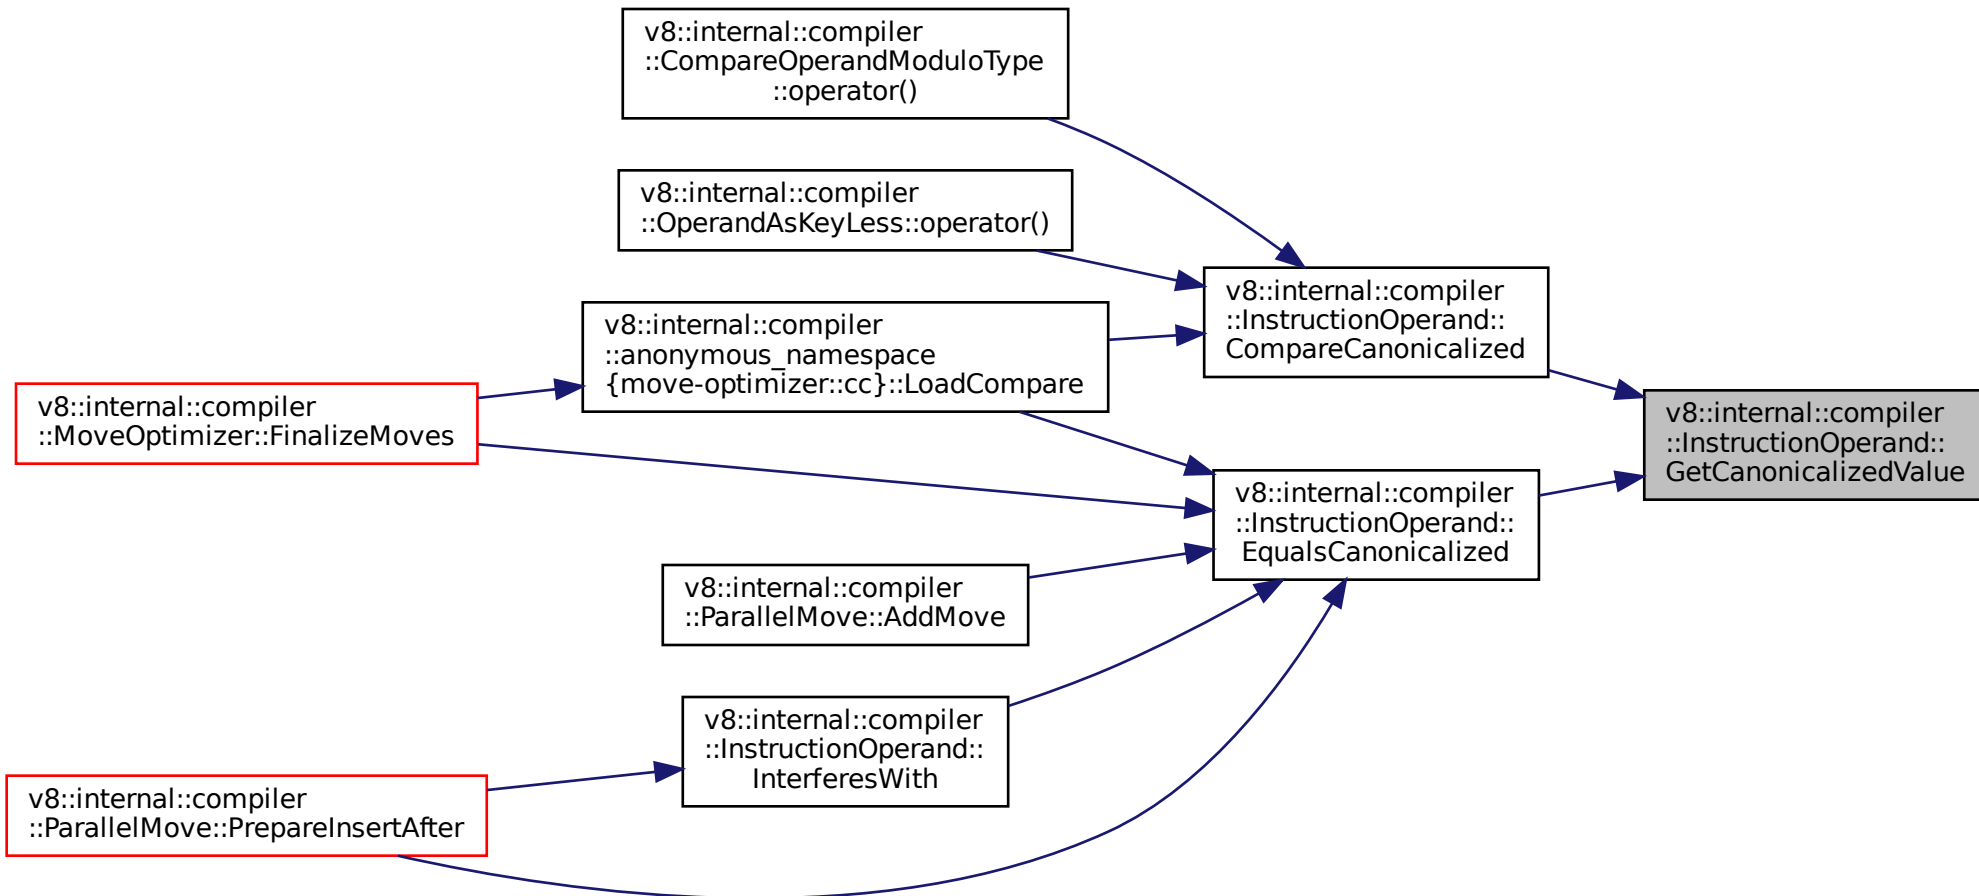 v8::internal::compiler
::CompareOperandModuloType
::operator()
v8::internal::compiler
::OperandAsKeyLess::operator()
v8::internal::compiler
::InstructionOperand::
CompareCanonicalized
v8::internal::compiler
::anonymous_namespace
{move-optimizer::cc}::LoadCompare
v8::internal::compiler
::MoveOptimizer::FinalizeMoves
v8::internal::compiler
::InstructionOperand::
GetCanonicalizedValue
v8::internal::compiler
::InstructionOperand::
EqualsCanonicalized
v8::internal::compiler
::ParallelMove::AddMove
v8::internal::compiler
::InstructionOperand::
InterferesWith
v8::internal::compiler
::ParallelMove::PrepareInsertAfter